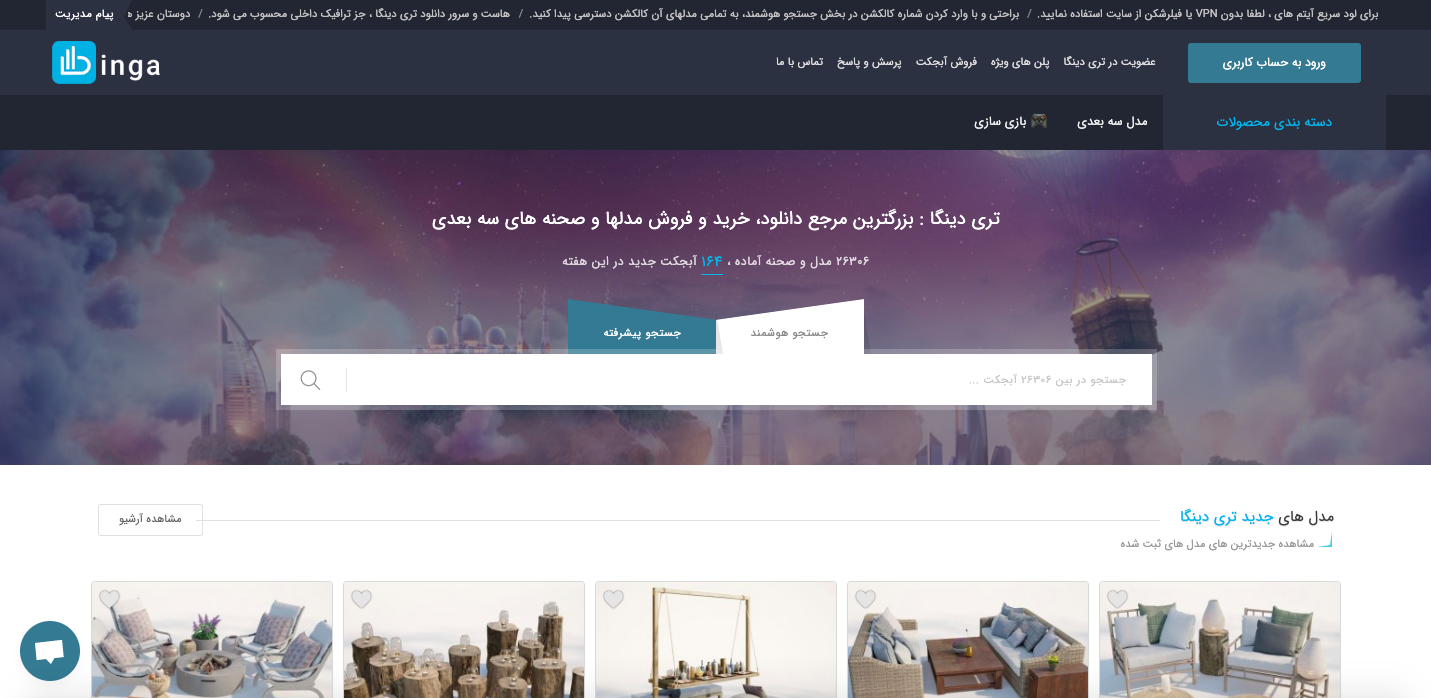 برای لود سریع آیتم های ، لطفا بدون VPN یا فیلرشکن از سایت استفاده نمایید. / براحتی و با وارد کردن شماره کالکشن در بخش جستجو هوشمند، به تمامی مدلهای آن کالکشن دسترسی پیدا کنید. / هاست و سرور دانلود تری دینگا ، جز ترافیک داخلی محسوب می شود. / دوستان عزیز ه پیام مدیریت
ورود به حساب کاربری عضویت در تری دینگا پلن های ویژه فروش آبجکت پرسش و پاسخ تماس با ما inga
دسته بندی محصولات مدل سه بعدی بازی سازی
تری دینگا : بزرگترین مرجع دانلود، خرید و فروش مدلها و صحنه های سه بعدی
۲۶۳۰۶ مدل و صحنه آماده ، ۱۶۴ آبجکت جدید در این هفته
جستجو هوشمند جستجو پیشرفته
جستجو در بین ۲۶۳۰۶ آبجکت ...
مدل های جدید تری دینگا مشاهده آرشیو
مشاهده جدیدترین های مدل های ثبت شده